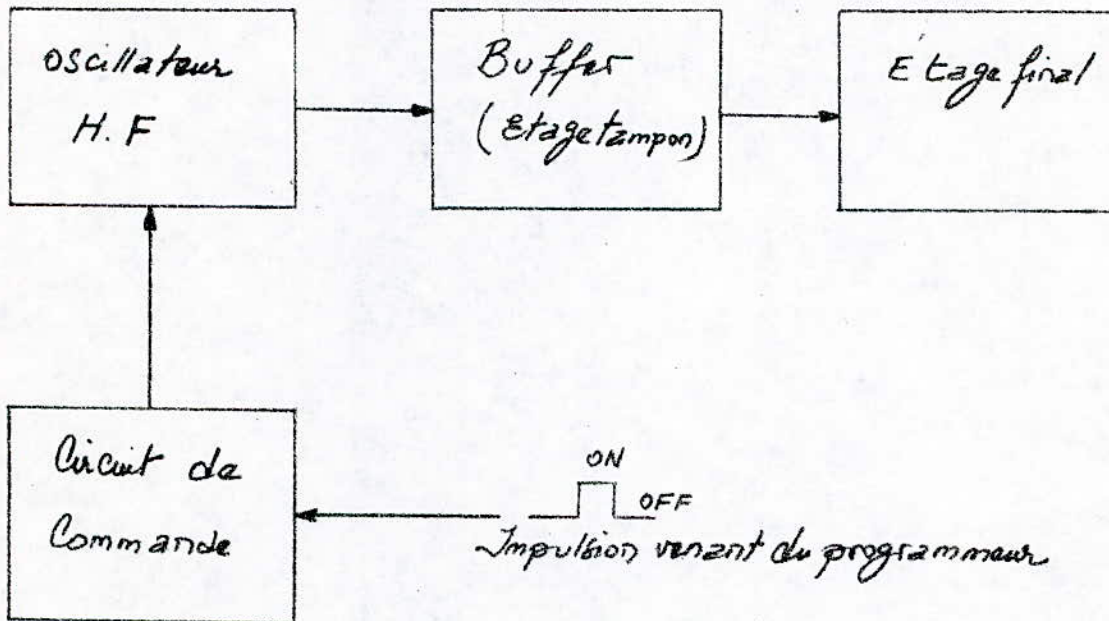 Oscillateur
H.F
Buffer
(Etage tampon)
Etage final
Circuit de
Commande
ON
OFF
Impulsion venant du programmeur